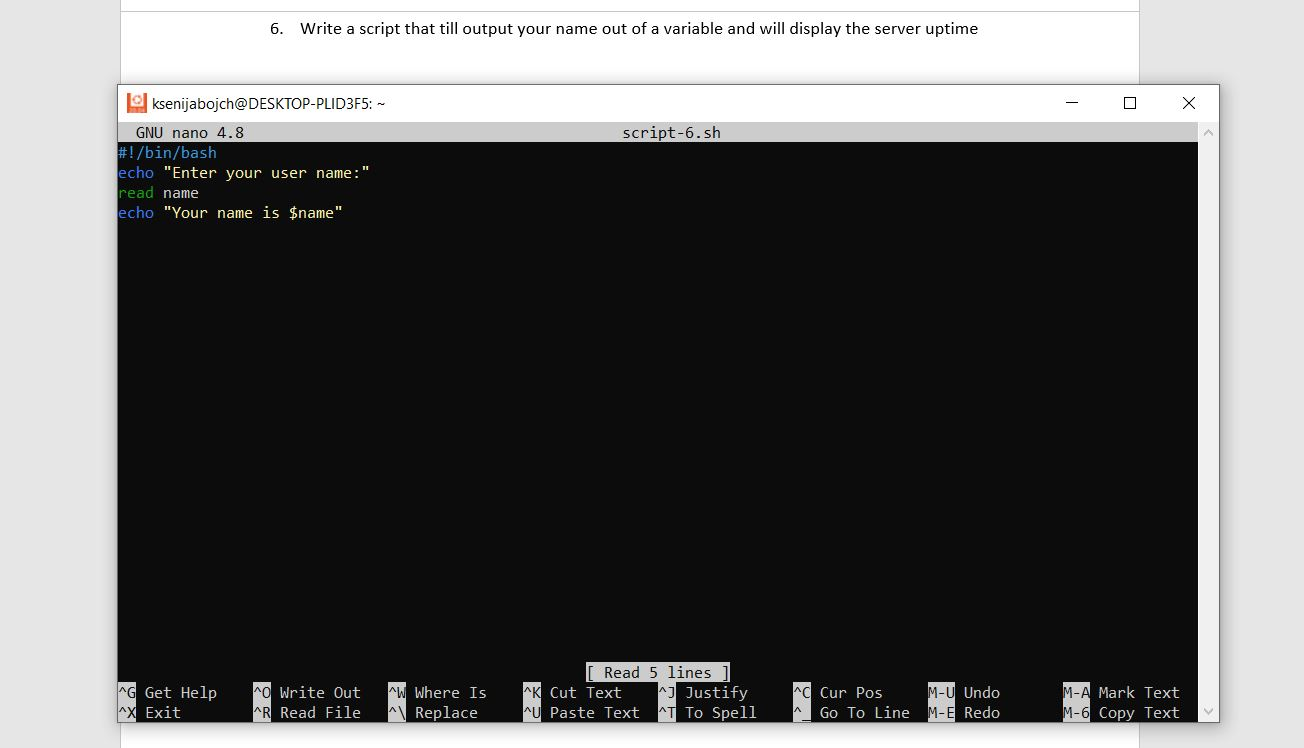 6. Write a script that till output your name out of a variable and will display the server uptime
ksenijabojch@DESKTOP-PLID3F5: ~
GNU nano 4.8 script-6.sh
#!/bin/bash
echo "Enter your user name:"
read name
echo "Your name is $name"
[ Read 5 lines ]
^G Get Help ^O Write Out ^W Where Is ^K Cut Text ^J Justify ^C Cur Pos M-U Undo M-A Mark Text
^X Exit ^R Read File ^\ Replace ^U Paste Text ^T To Spell ^_ Go To Line M-E Redo M-6 Copy Text